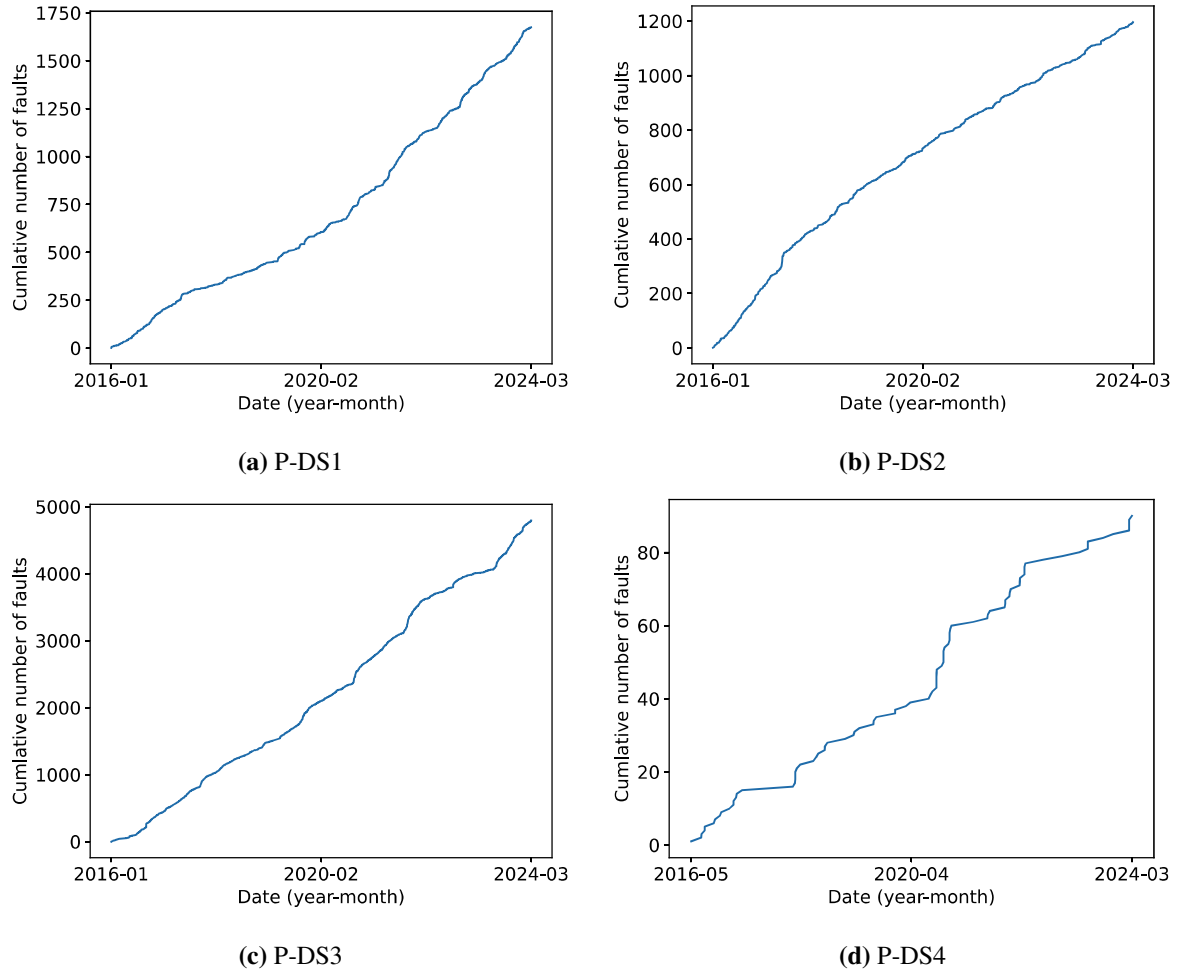 1750
1500
1250
1000
750
500
250
0
Cumlative number of faults
2016-01 2020-02 2024-03
Date (year-month)
(a) P-DS1
1200
1000
800
600
400
200
0
Cumlative number of faults
2016-01 2020-02 2024-03
Date (year-month)
(b) P-DS2
5000
4000
3000
2000
1000
0
Cumlative number of faults
2016-01 2020-02 2024-03
Date (year-month)
(c) P-DS3
80
60
40
20
0
Cumlative number of faults
2016-05 2020-04 2024-03
Date (year-month)
(d) P-DS4